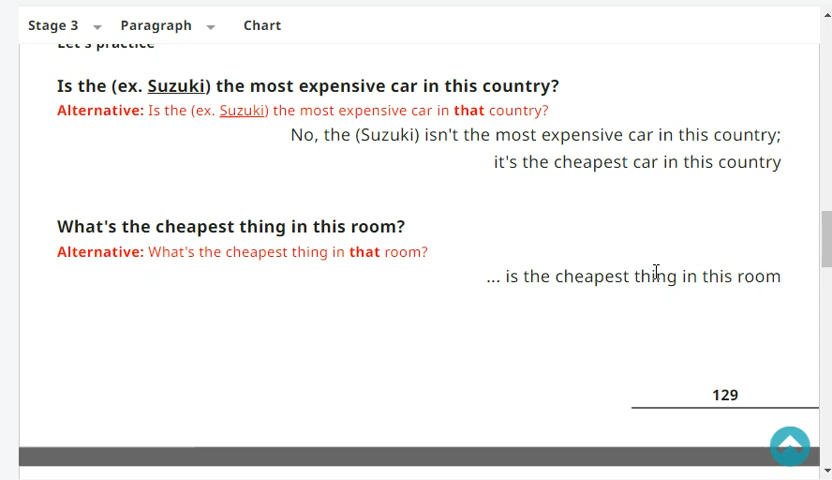 Stage 3 Paragraph Chart
Let's practice
Is the (ex. Suzuki) the most expensive car in this country?
Alternative: Is the (ex. Suzuki) the most expensive car in that country?
No, the (Suzuki) isn't the most expensive car in this country;
it's the cheapest car in this country
What's the cheapest thing in this room?
Alternative: What's the cheapest thing in that room?
... is the cheapest thing in this room
129